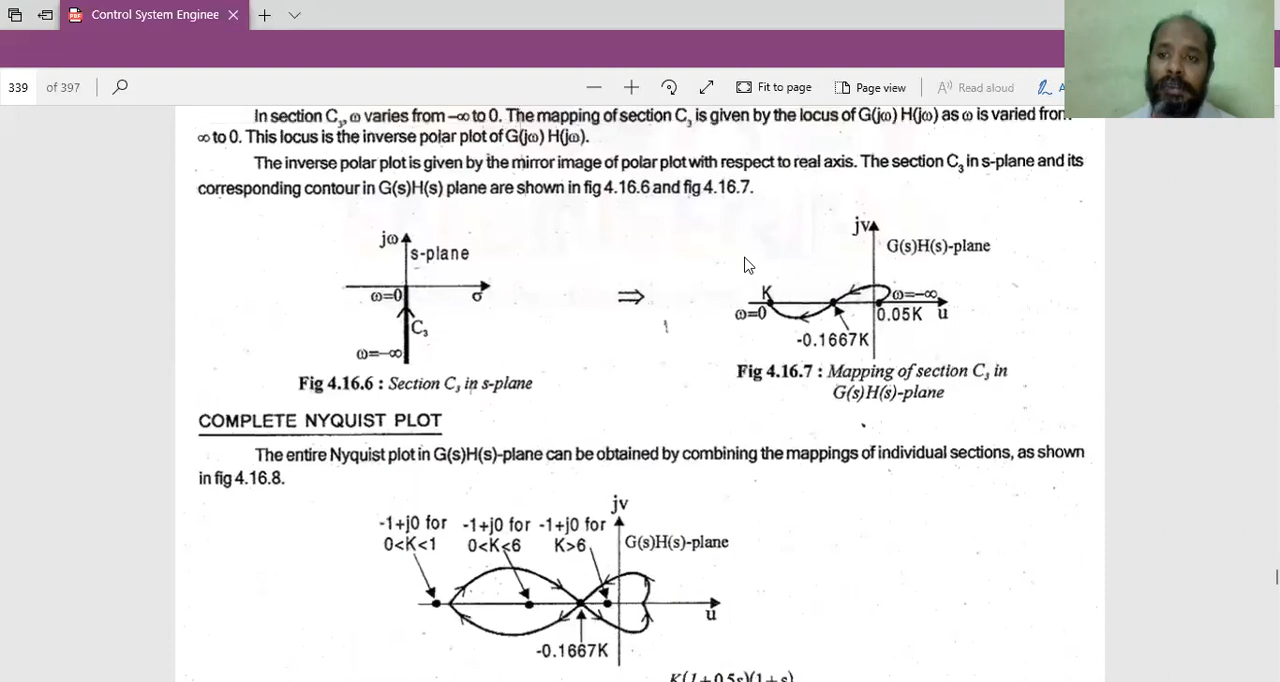 Control System Enginee
339 of 397
Fit to page
Page view
Read aloud
In section C₃, ω varies from –∞ to 0. The mapping of section C₃ is given by the locus of G(jω) H(jω) as ω is varied from
∞ to 0. This locus is the inverse polar plot of G(jω) H(jω).
The inverse polar plot is given by the mirror image of polar plot with respect to real axis. The section C₃ in s-plane and its
corresponding contour in G(s)H(s) plane are shown in fig 4.16.6 and fig 4.16.7.
jω
s-plane
ω=0
σ
C₃
ω=-∞
⇒
jv
G(s)H(s)-plane
K
ω=0
ω=-∞
0.05K
u
-0.1667K
Fig 4.16.6 : Section C₃ in s-plane
Fig 4.16.7 : Mapping of section C₃ in
G(s)H(s)-plane
COMPLETE NYQUIST PLOT
The entire Nyquist plot in G(s)H(s)-plane can be obtained by combining the mappings of individual sections, as shown
in fig 4.16.8.
-1+j0 for
0<K<1
-1+j0 for
0<K<6
-1+j0 for
K>6
jv
G(s)H(s)-plane
u
-0.1667K
K(1+0.5s)(1+s)